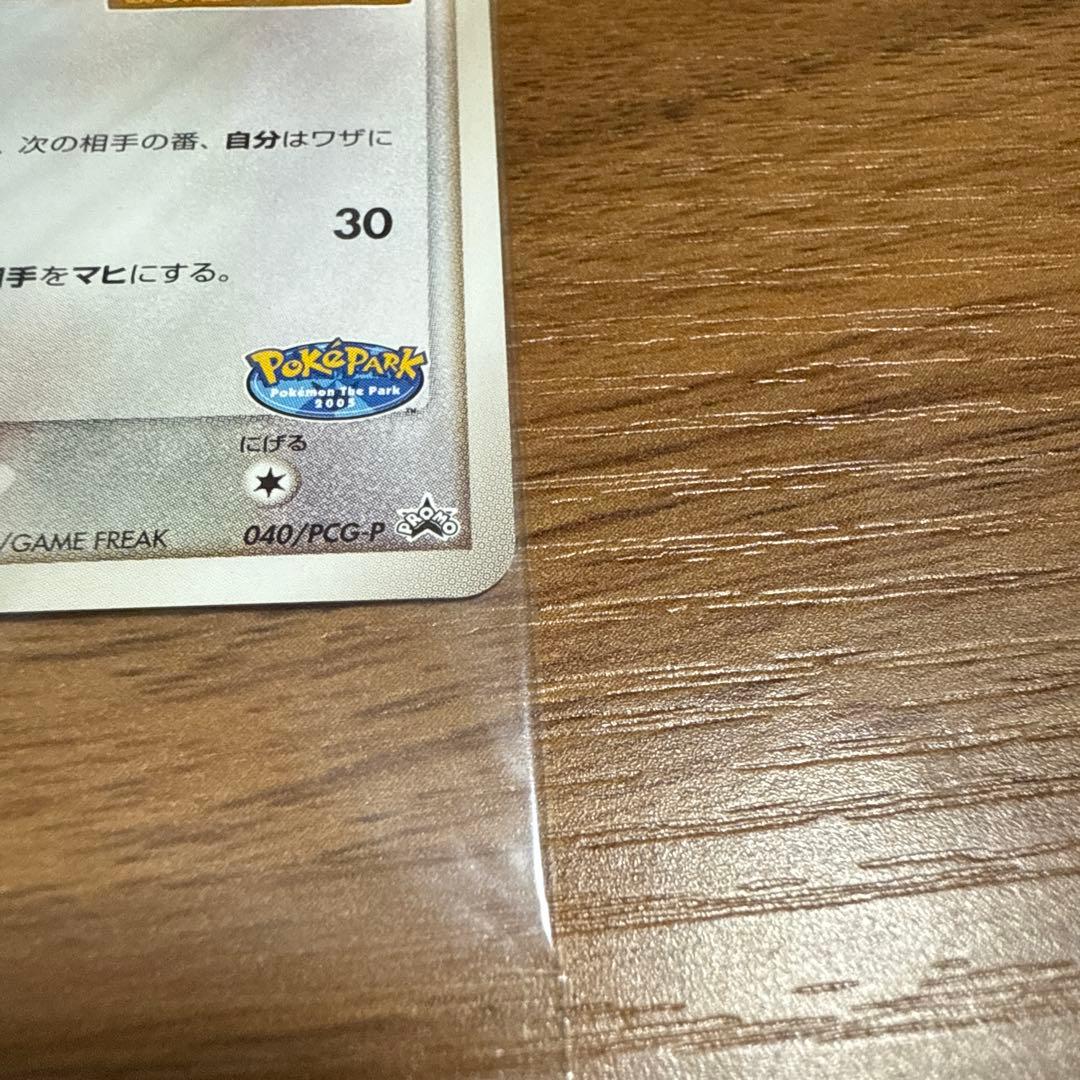 、次の相手の番、自分はワザに
30
手をマヒにする。
PokéPARK
Pokémon The Park
2005
™
にげる
/GAME FREAK
040/PCG-P
PROMO